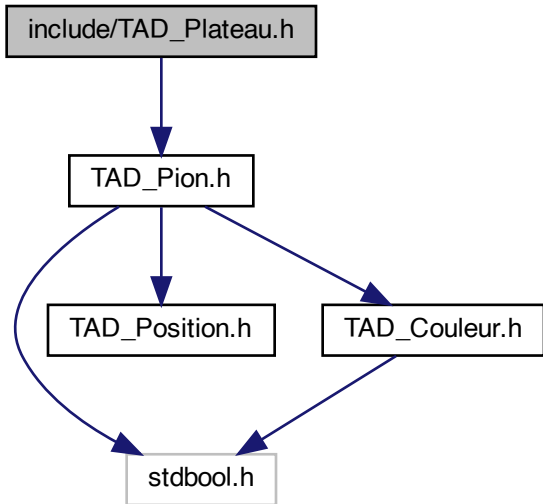 include/TAD_Plateau.h
TAD_Pion.h
TAD_Position.h
TAD_Couleur.h
stdbool.h